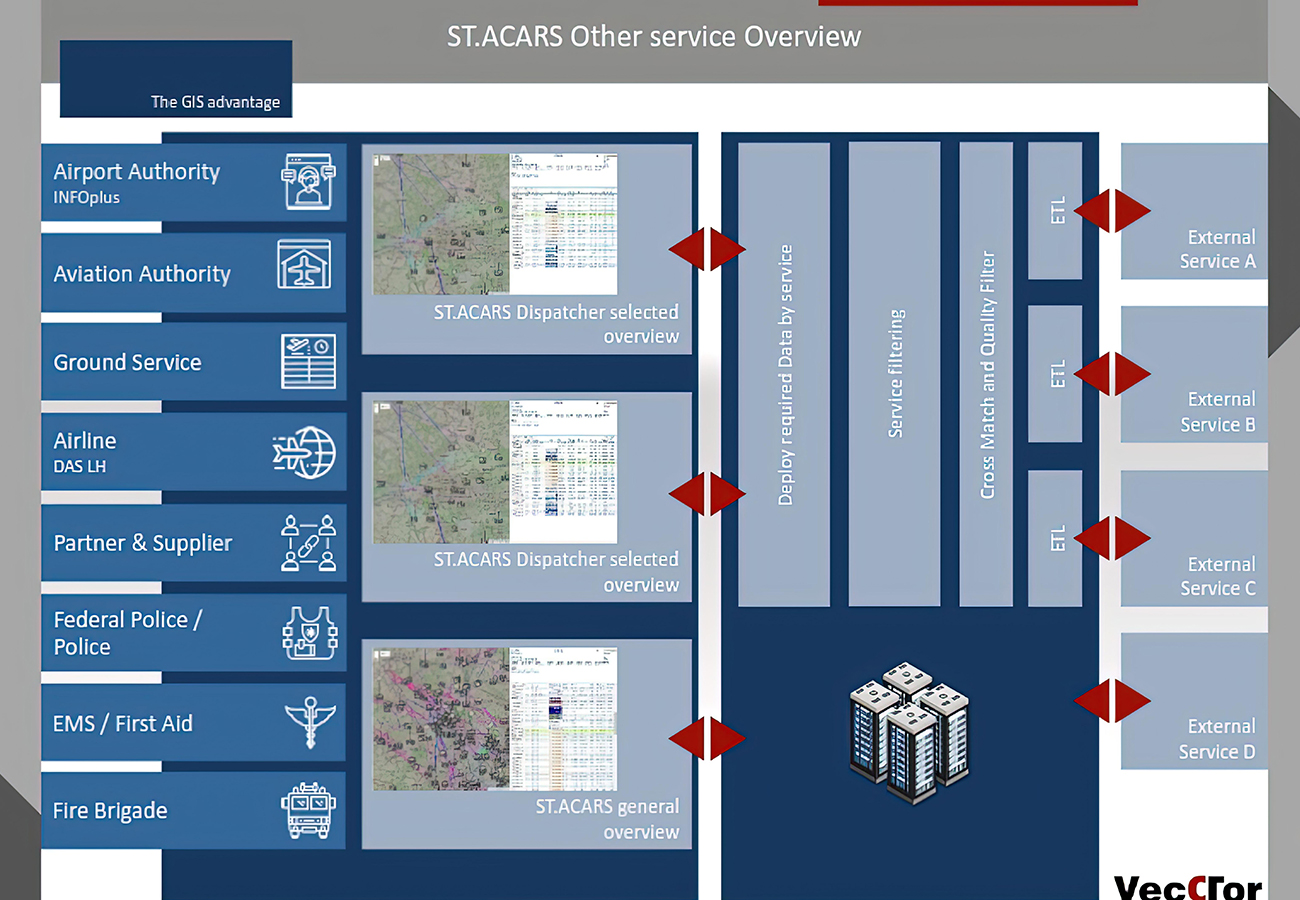 ST.ACARS Other service Overview
The GIS advantage
Airport Authority
INFOplus
Aviation Authority
Ground Service
Airline
DAS LH
Partner & Supplier
Federal Police /
Police
EMS / First Aid
Fire Brigade
ST.ACARS Dispatcher selected
overview
ST.ACARS Dispatcher selected
overview
ST.ACARS general
overview
Deploy required Data by service
Service filtering
Cross Match and Quality Filter
ETL
ETL
ETL
External
Service A
External
Service B
External
Service C
External
Service D
VecCTor